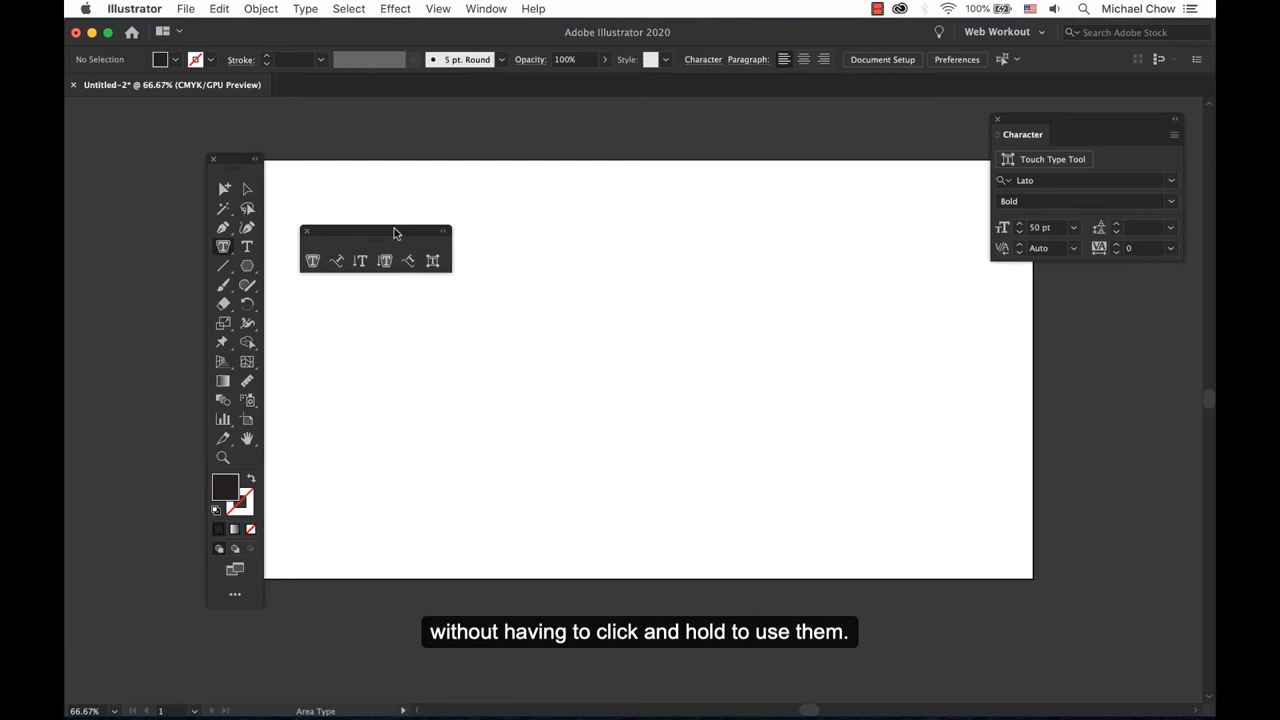 Illustrator File Edit Object Type Select Effect View Window Help 100% Michael Chow
Adobe Illustrator 2020 Web Workout Search Adobe Stock
No Selection Stroke: 5 pt. Round Opacity: 100% Style: Character Paragraph: Document Setup Preferences
Untitled-2* @ 66.67% (CMYK/GPU Preview)
Character
Touch Type Tool
Lato
Bold
50 pt
Auto 0
without having to click and hold to use them.
66.67% 1 Area Type